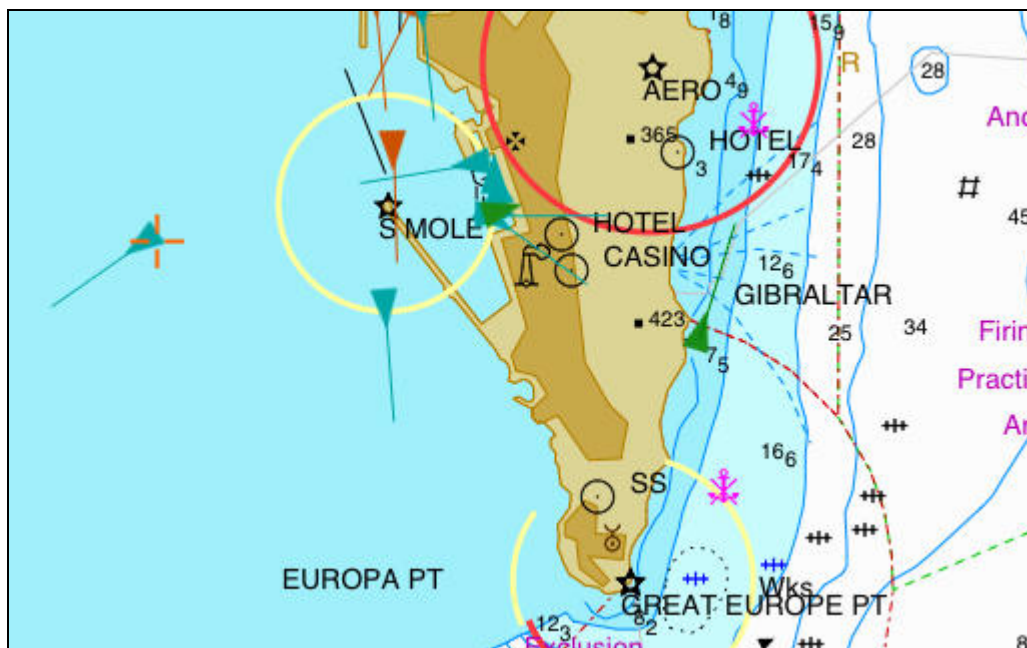 1 8
15 9
R
28
AERO
4 9
And
365
HOTEL
3
28
17 4
45
S MOLE
HOTEL
CASINO
12 6
GIBRALTAR
423
25
34
Firin
7 5
Practi
Ar
16 6
SS
EUROPA PT
Wks
GREAT EUROPE PT
12 3
8 2
Exclusion
8